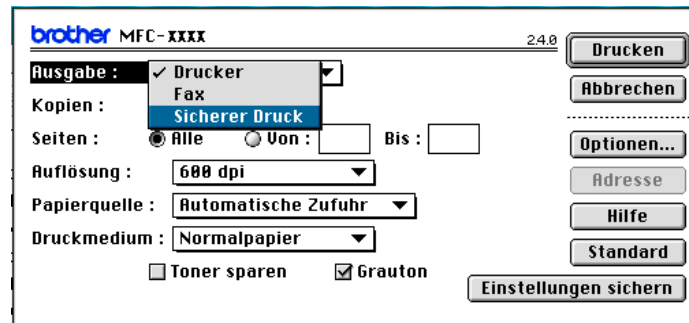 brother MFC-XXXX 2.4.0
Drucken
Ausgabe : ✓ Drucker
Fax
Sicherer Druck
Abbrechen
Kopien :
Seiten : Alle Von : Bis :
Optionen...
Auflösung : 600 dpi
Adresse
Papierquelle : Automatische Zufuhr
Hilfe
Druckmedium : Normalpapier
Standard
Toner sparen Grauton
Einstellungen sichern